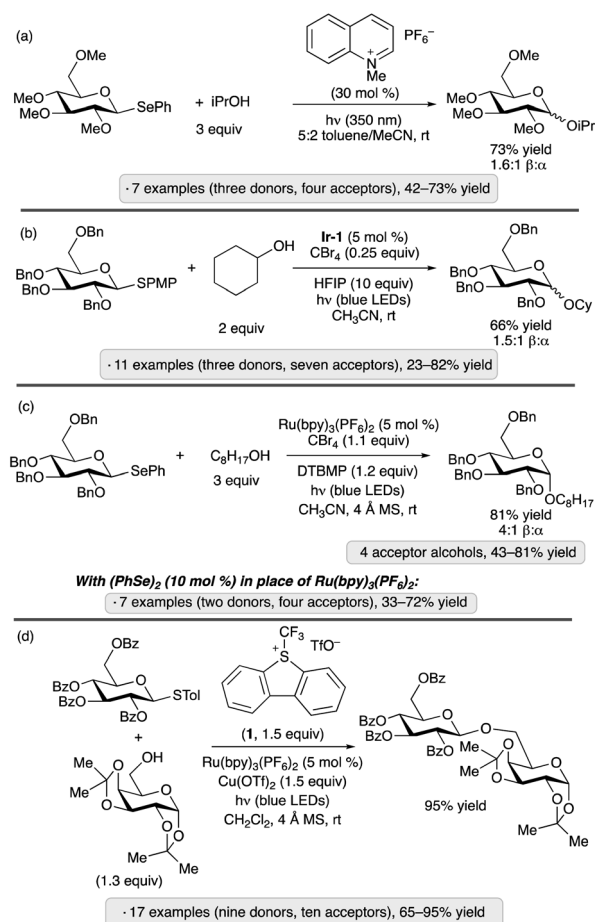 (a)
OMe
MeO
MeO
OMe
O
SePh
+ iPrOH
3 equiv
N
+
Me
PF6⁻
(30 mol %)
hν (350 nm)
5:2 toluene/MeCN, rt
OMe
MeO
MeO
OMe
O
OiPr
73% yield
1.6:1 β:α
· 7 examples (three donors, four acceptors), 42–73% yield
(b)
OBn
BnO
BnO
BnO
O
SPMP
+
OH
2 equiv
Ir-1 (5 mol %)
CBr4 (0.25 equiv)
HFIP (10 equiv)
hν (blue LEDs)
CH3CN, rt
OBn
BnO
BnO
BnO
O
OCy
66% yield
1.5:1 β:α
· 11 examples (three donors, seven acceptors), 23–82% yield
(c)
OBn
BnO
BnO
BnO
O
SePh
+
C8H17OH
3 equiv
Ru(bpy)3(PF6)2 (5 mol %)
CBr4 (1.1 equiv)
DTBMP (1.2 equiv)
hν (blue LEDs)
CH3CN, 4 Å MS, rt
OBn
BnO
BnO
BnO
O
OC8H17
81% yield
4:1 β:α
4 acceptor alcohols, 43–81% yield
With (PhSe)2 (10 mol %) in place of Ru(bpy)3(PF6)2:
· 7 examples (two donors, four acceptors), 33–72% yield
(d)
OBz
BzO
BzO
BzO
O
STol
+
OH
O
O
O
O
O
Me
Me
Me
Me
(1.3 equiv)
CF3
S
+
TfO⁻
(1, 1.5 equiv)
Ru(bpy)3(PF6)2 (5 mol %)
Cu(OTf)2 (1.5 equiv)
hν (blue LEDs)
CH2Cl2, 4 Å MS, rt
OBz
BzO
BzO
BzO
O
O
Me
Me
O
O
O
O
O
Me
Me
95% yield
· 17 examples (nine donors, ten acceptors), 65–95% yield